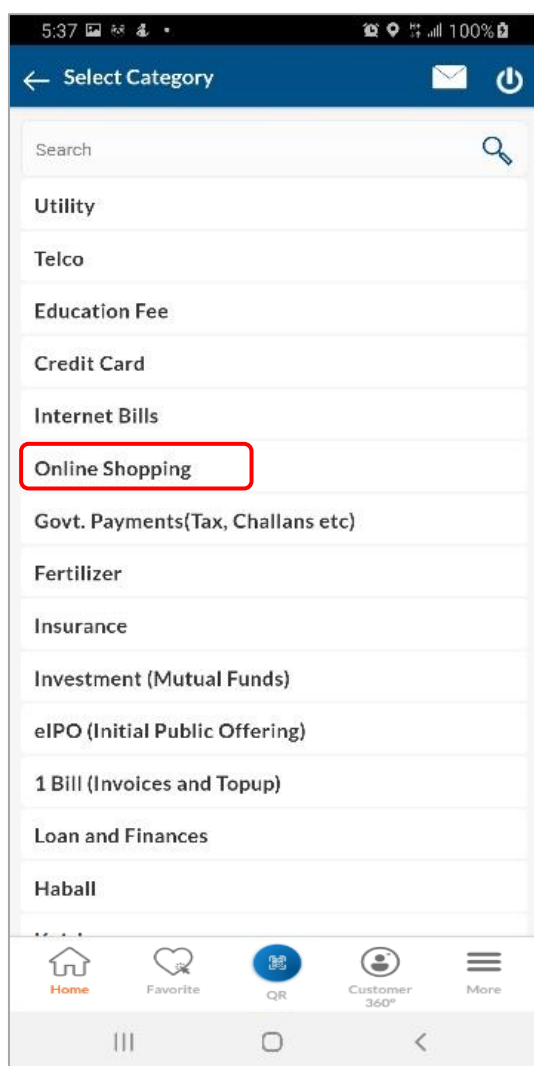 5:37 100%
Select Category
Search
Utility
Telco
Education Fee
Credit Card
Internet Bills
Online Shopping
Govt. Payments(Tax, Challans etc)
Fertilizer
Insurance
Investment (Mutual Funds)
eIPO (Initial Public Offering)
1 Bill (Invoices and Topup)
Loan and Finances
Haball
Home Favorite QR Customer 360° More